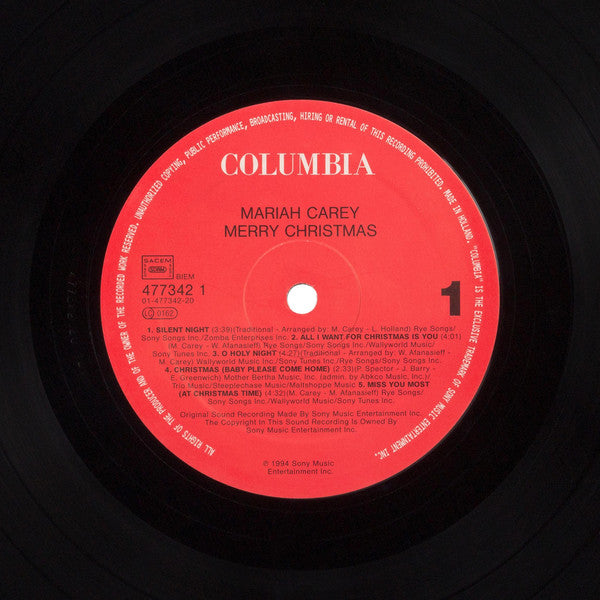 ALL RIGHTS OF THE PRODUCER AND OF THE OWNER OF THE RECORDED WORK RESERVED, UNAUTHORIZED COPYING, PUBLIC PERFORMANCE, BROADCASTING, HIRING OR RENTAL OF THIS RECORDING PROHIBITED. MADE IN HOLLAND. "COLUMBIA" IS THE EXCLUSIVE TRADEMARK OF SONY MUSIC ENTERTAINMENT INC.
COLUMBIA
MARIAH CAREY
MERRY CHRISTMAS
SACEM
BIEM
477342 1
01-477342-20
LC 0162
1
1. SILENT NIGHT (3:39)(Traditional - Arranged by: M. Carey - L. Holland) Rye Songs/
Sony Songs Inc./Zomba Enterprises Inc. 2. ALL I WANT FOR CHRISTMAS IS YOU (4:01)
(M. Carey - W. Afanasieff) Rye Songs/Sony Songs Inc./Wallyworld Music/
Sony Tunes Inc. 3. O HOLY NIGHT (4:27)(Traditional - Arranged by: W. Afanasieff -
M. Carey) Wallyworld Music/Sony Tunes Inc./Rye Songs/Sony Songs Inc.
4. CHRISTMAS (BABY PLEASE COME HOME) (2:33)(P. Spector - J. Barry -
E. Greenwich) Mother Bertha Music, Inc. (admin. by Abkco Music, Inc.)/
Trio Music/Steeplechase Music/Maltshoppe Music 5. MISS YOU MOST
(AT CHRISTMAS TIME) (4:32)(M. Carey - M. Afanasieff) Rye Songs/
Sony Songs Inc./Wallyworld Music/Sony Tunes Inc.
Original Sound Recording Made By Sony Music Entertainment Inc.
The Copyright In This Sound Recording Is Owned By
Sony Music Entertainment Inc.
℗ 1994 Sony Music
Entertainment Inc.